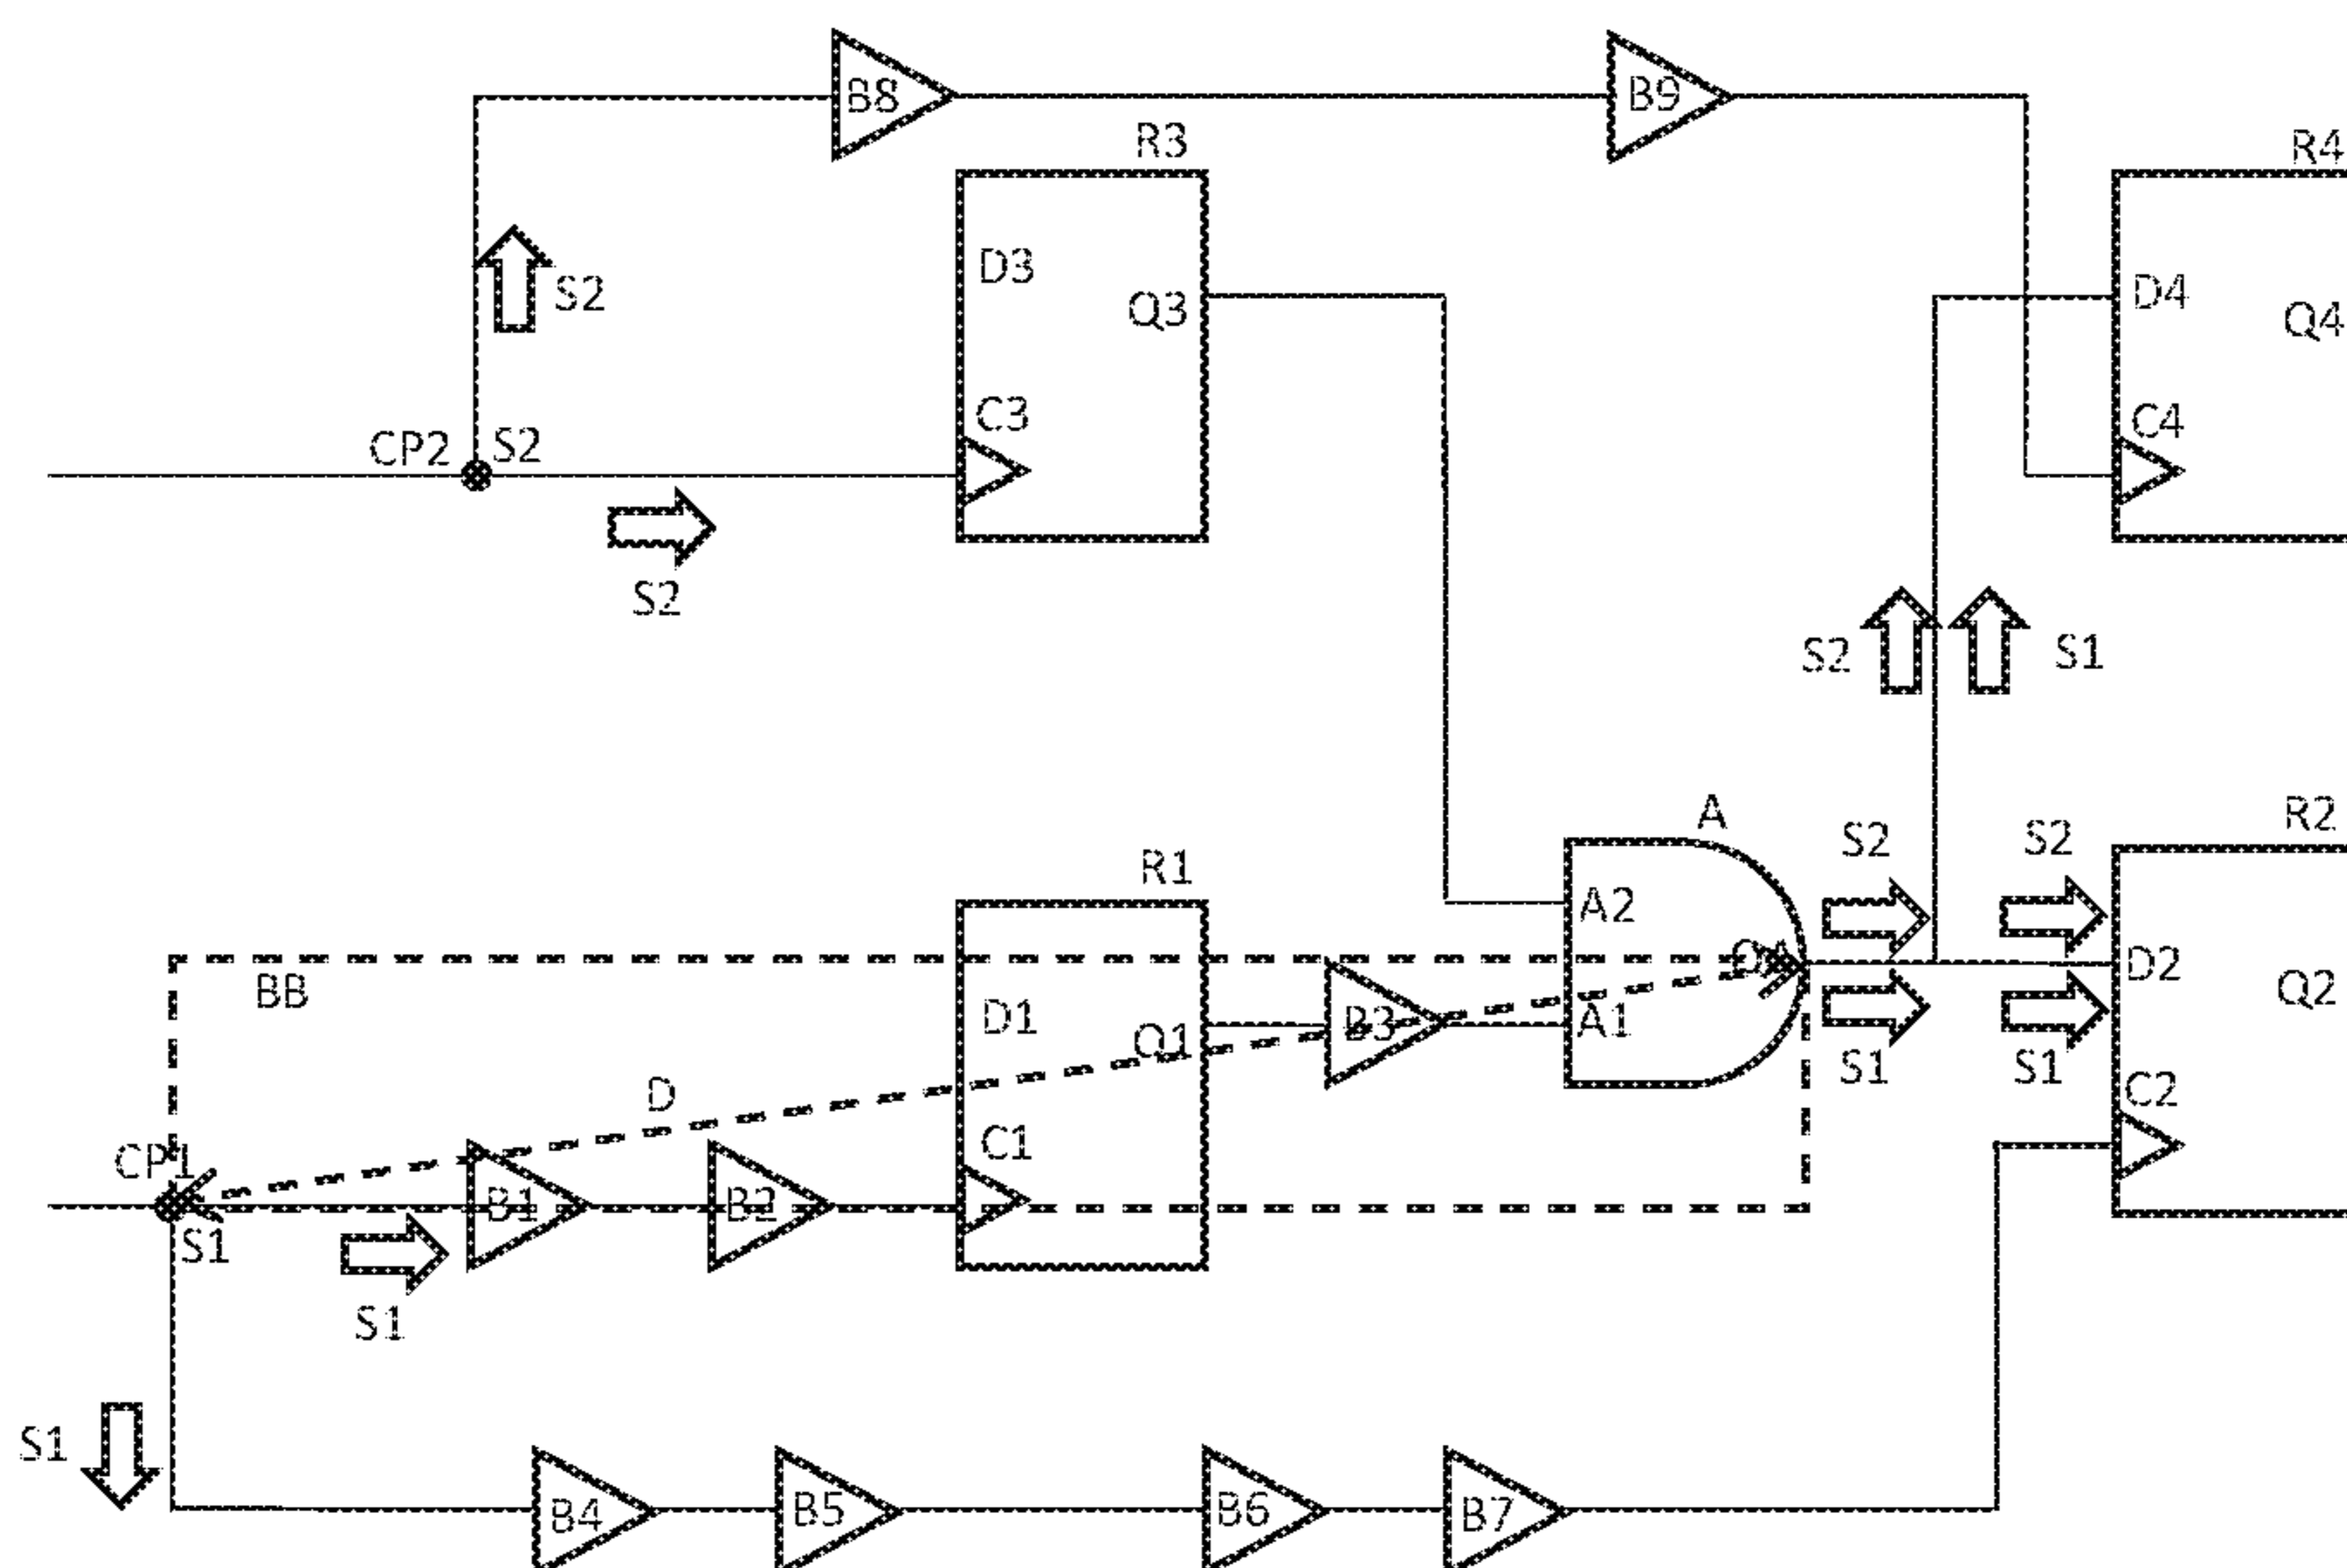 B8
B9
R3
R4
D3
S2
Q3
D4
Q4
C3
C4
CP2
S2
S2
S2
S1
A
R2
S2
S2
R1
A2
BB
D2
D1
A1
Q2
Q1
B3
D
S1
S1
C2
CP1
C1
B1
B2
S1
S1
S1
B4
B5
B6
B7